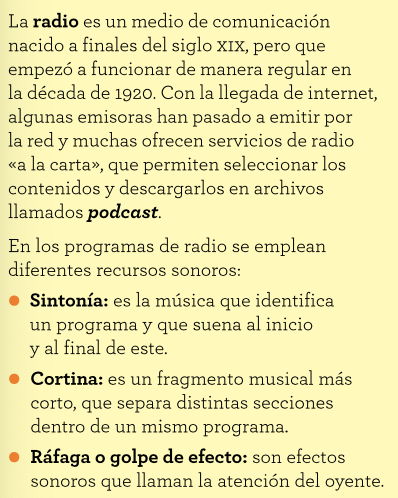 La radio es un medio de comunicación
nacido a finales del siglo XIX, pero que
empezó a funcionar de manera regular en
la década de 1920. Con la llegada de internet,
algunas emisoras han pasado a emitir por
la red y muchas ofrecen servicios de radio
«a la carta», que permiten seleccionar los
contenidos y descargarlos en archivos
llamados podcast.
En los programas de radio se emplean
diferentes recursos sonoros:
● Sintonía: es la música que identifica
un programa y que suena al inicio
y al final de este.
● Cortina: es un fragmento musical más
corto, que separa distintas secciones
dentro de un mismo programa.
● Ráfaga o golpe de efecto: son efectos
sonoros que llaman la atención del oyente.